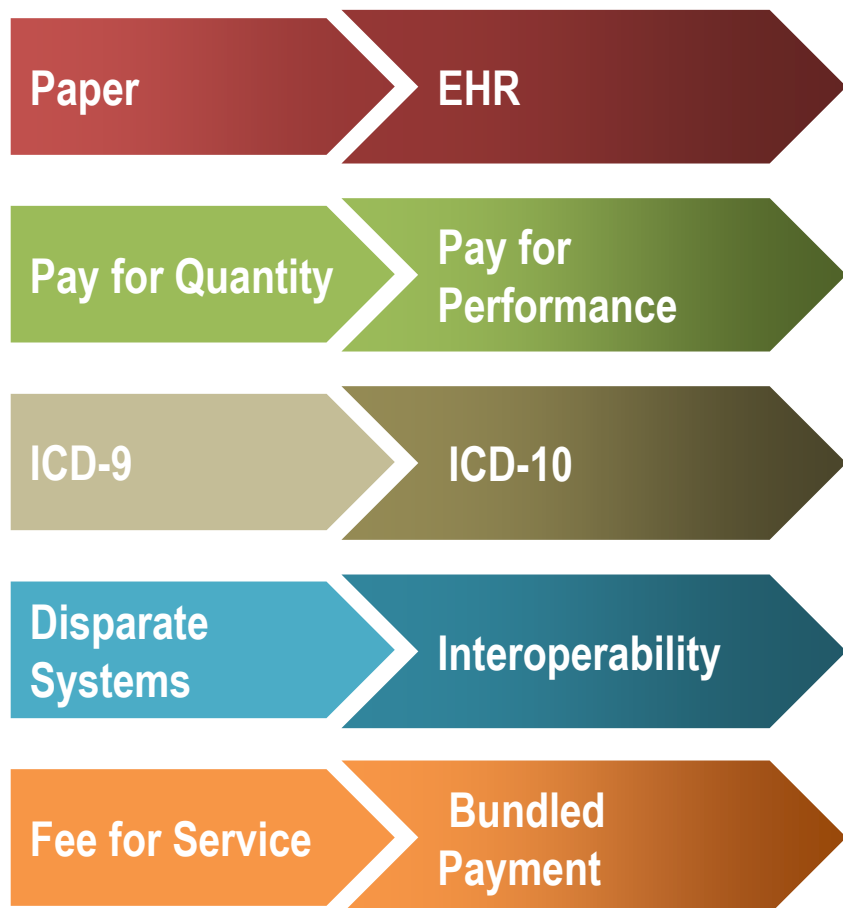 Paper
EHR
Pay for Quantity
Pay for
Performance
ICD-9
ICD-10
Disparate
Systems
Interoperability
Fee for Service
Bundled
Payment